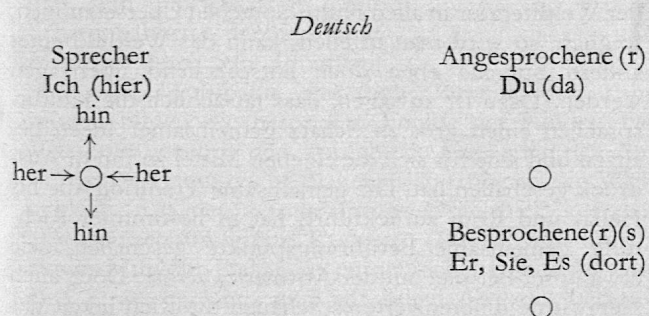 Deutsch
Sprecher
Ich (hier)
hin
her→○←her
hin
Angesprochene (r)
Du (da)
Besprochene(r)(s)
Er, Sie, Es (dort)